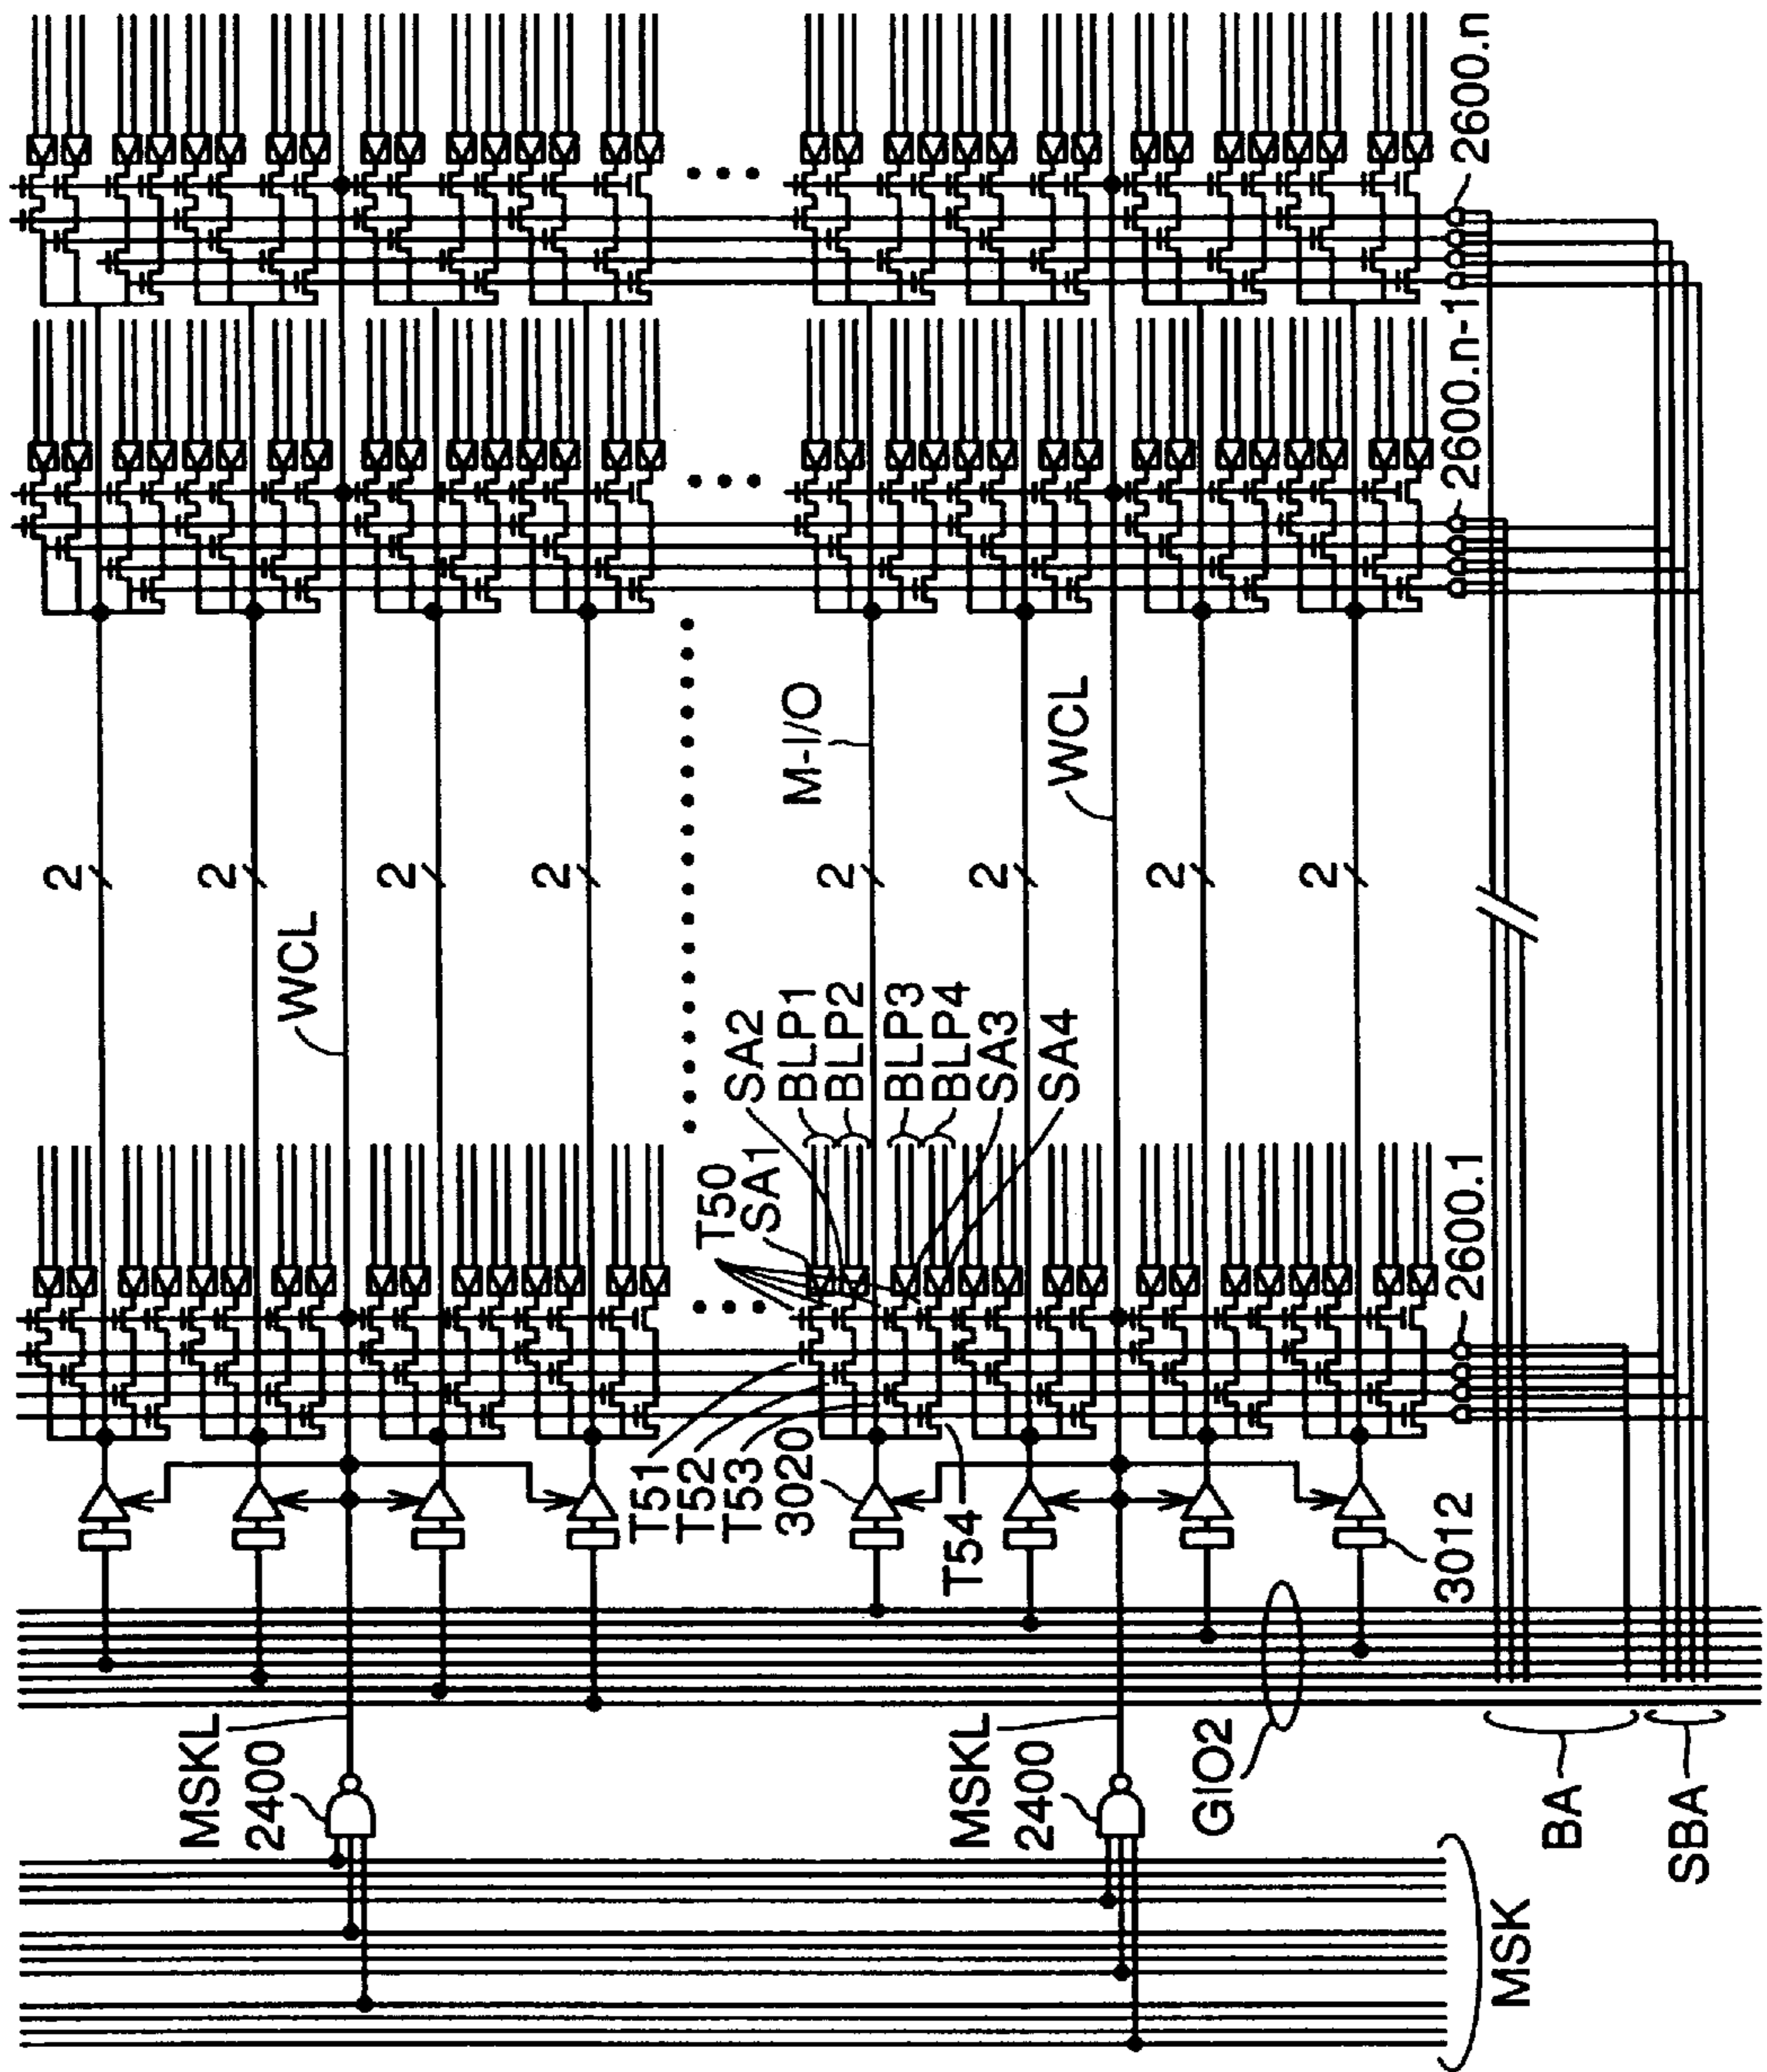 2600.n
2600.n-1
M-I/O
WCL
2
2
2
2
2
2
2
2
WCL
SA2
BLP1
BLP2
BLP3
BLP4
SA3
SA4
T50
SA1
2600.1
T51
T52
T53
3020
T54
3012
MSKL
2400
MSKL
2400
GIO2
BA
SBA
MSK